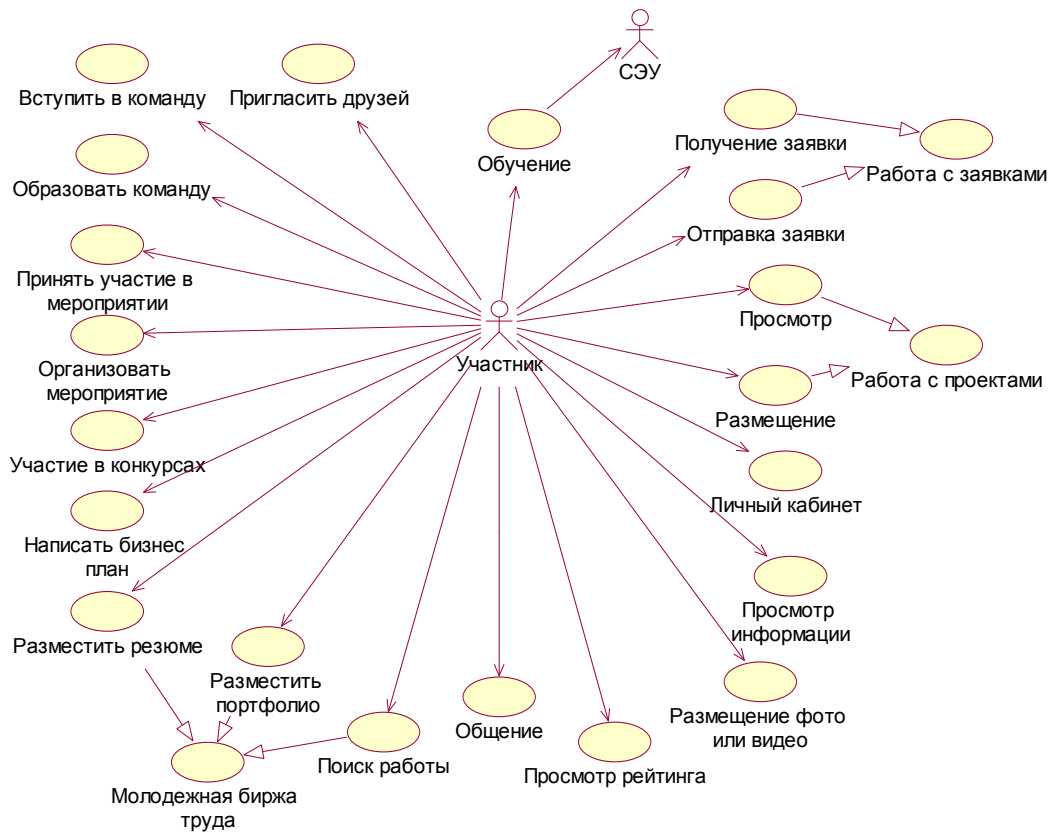 СЭУ
Вступить в команду
Пригласить друзей
Обучение
Получение заявки
Работа с заявками
Образовать команду
Отправка заявки
Принять участие в
мероприятии
Просмотр
Организовать
мероприятие
Участник
Работа с проектами
Размещение
Участие в конкурсах
Личный кабинет
Написать бизнес
план
Просмотр
информации
Разместить резюме
Разместить
портфолио
Общение
Размещение фото
или видео
Поиск работы
Просмотр рейтинга
Молодежная биржа
труда